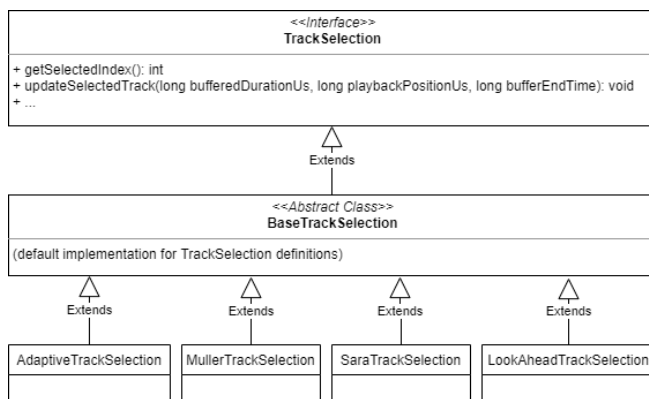 <<Interface>>
TrackSelection
+ getSelectedIndex(): int
+ updateSelectedTrack(long bufferedDurationUs, long playbackPositionUs, long bufferEndTime): void
+ ...
Extends
<<Abstract Class>>
BaseTrackSelection
(default implementation for TrackSelection definitions)
Extends
Extends
Extends
Extends
AdaptiveTrackSelection
MullerTrackSelection
SaraTrackSelection
LookAheadTrackSelection